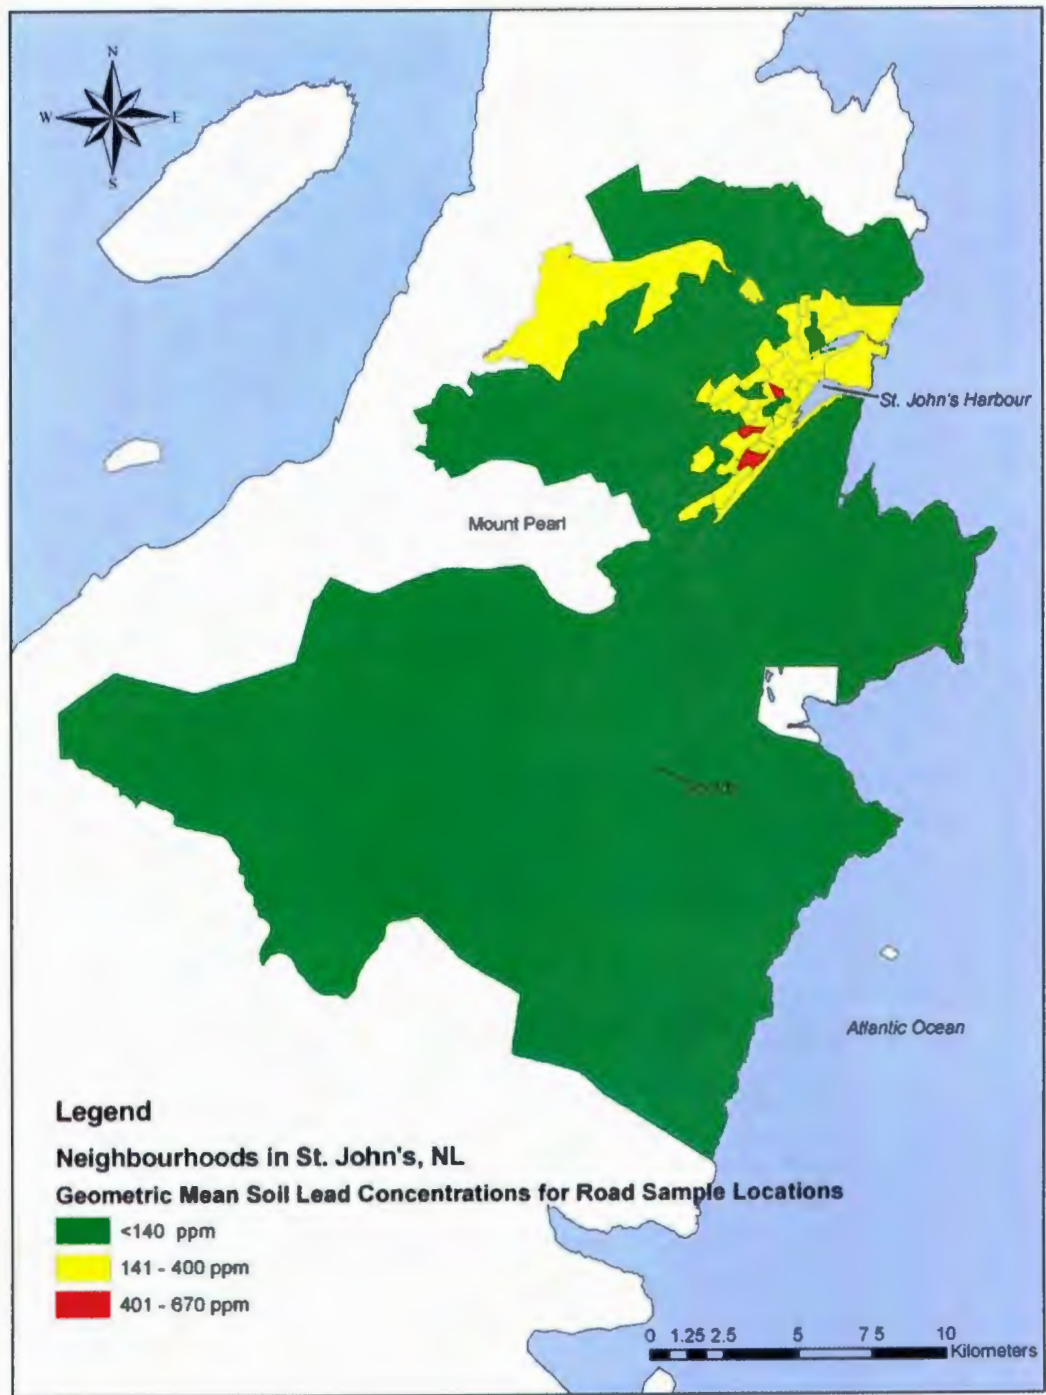 N
W E
S
St. John's Harbour
Mount Pearl
Atlantic Ocean
Legend
Neighbourhoods in St. John's, NL
Geometric Mean Soil Lead Concentrations for Road Sample Locations
<140 ppm
141 - 400 ppm
401 - 670 ppm
0 1.25 2.5 5 7 5 10
Kilometers